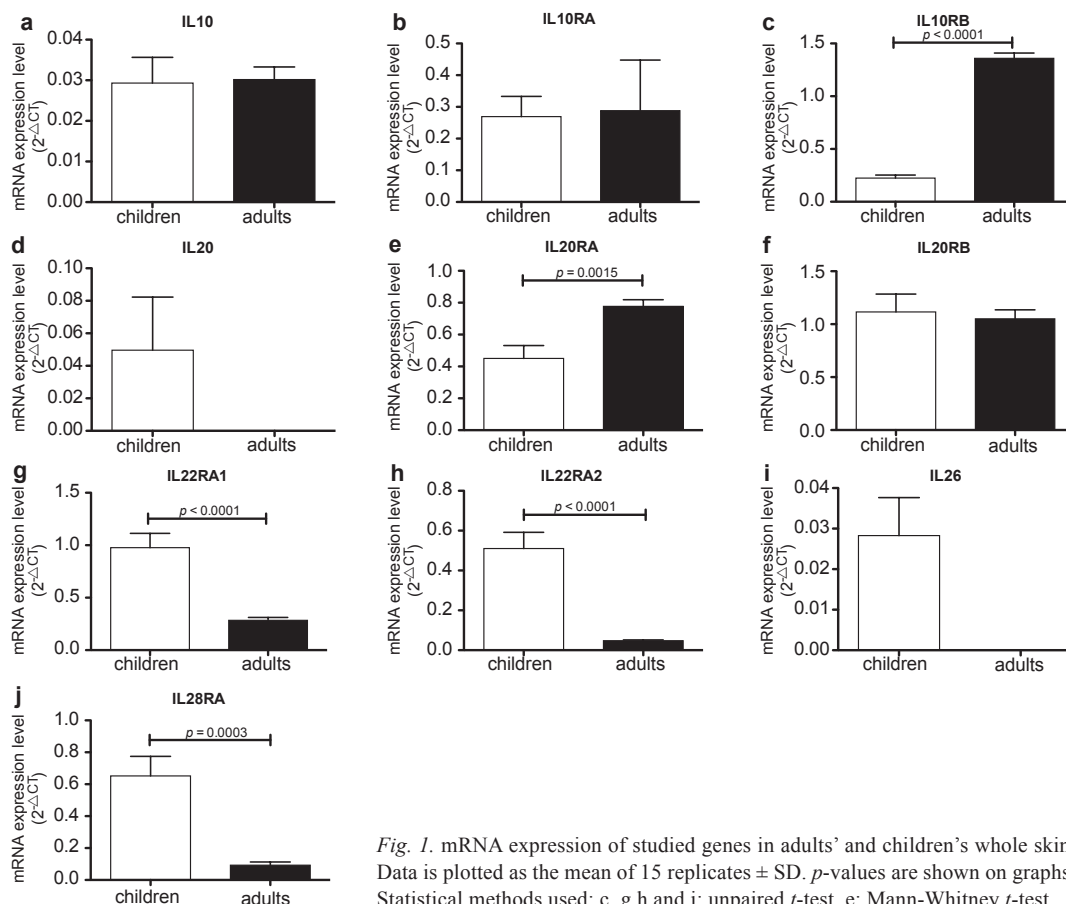 a
IL10
mRNA expression level
(2-△CT)
0.04
0.03
0.02
0.01
0.00
children adults
b
IL10RA
mRNA expression level
(2-△CT)
0.5
0.4
0.3
0.2
0.1
0.0
children adults
c
IL10RB
p < 0.0001
mRNA expression level
(2-△CT)
1.5
1.0
0.5
0.0
children adults
d
IL20
mRNA expression level
(2-△CT)
0.10
0.08
0.06
0.04
0.02
0.00
children adults
e
IL20RA
p = 0.0015
mRNA expression level
(2-△CT)
1.0
0.8
0.6
0.4
0.2
0.0
children adults
f
IL20RB
mRNA expression level
(2-△CT)
1.5
1.0
0.5
0.0
children adults
g
IL22RA1
p < 0.0001
mRNA expression level
(2-△CT)
1.5
1.0
0.5
0.0
children adults
h
IL22RA2
p < 0.0001
mRNA expression level
(2-△CT)
0.8
0.6
0.4
0.2
0.0
children adults
i
IL26
mRNA expression level
(2-△CT)
0.04
0.03
0.02
0.01
0.00
children adults
j
IL28RA
p = 0.0003
mRNA expression level
(2-△CT)
1.0
0.8
0.6
0.4
0.2
0.0
children adults
Fig. 1. mRNA expression of studied genes in adults' and children's whole skin
Data is plotted as the mean of 15 replicates ± SD. p-values are shown on graphs
Statistical methods used: c, g h and j: unpaired t-test, e: Mann-Whitney t-test